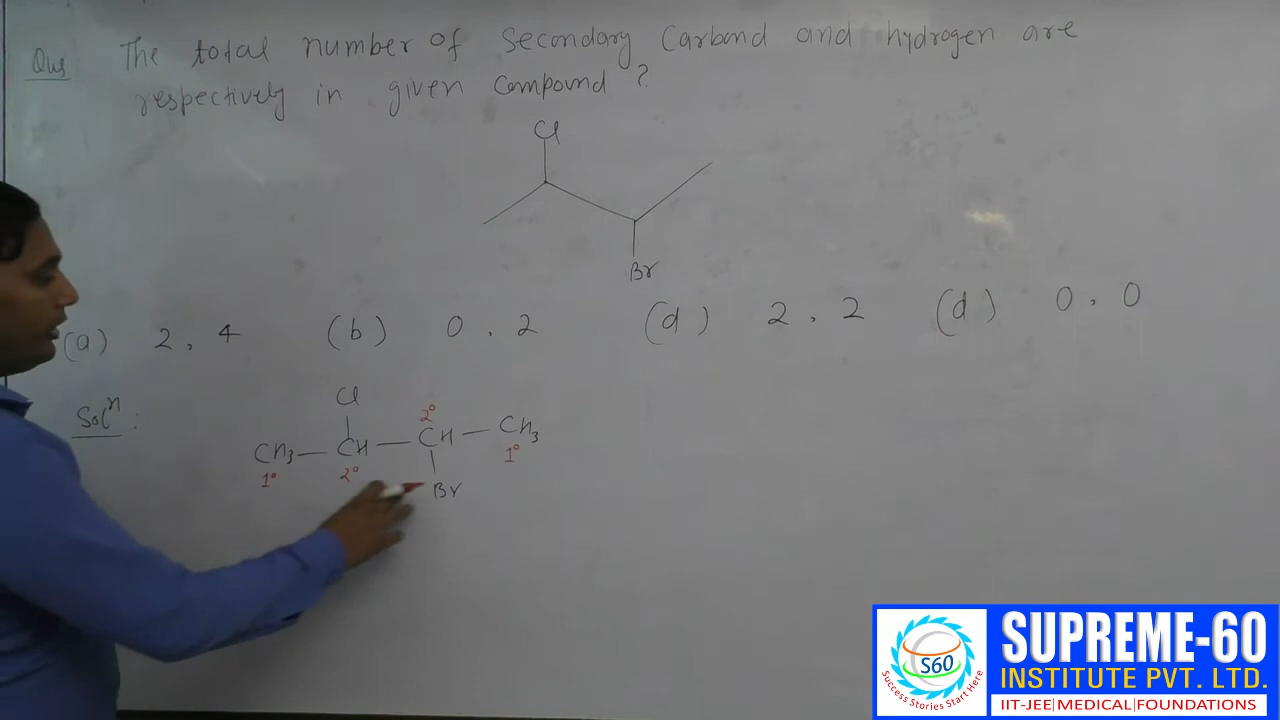 Qus The total number of secondary carband and hydrogen are
respectively in given compound ?
Cl
Br
(a) 2, 4 (b) 0, 2 (d) 2, 2 (d) 0, 0
Solⁿ :
Cl
2°
CH₃ — CH — CH — CH₃
1° 2° 1°
Br
S60
Success Stories Start Here
SUPREME-60
INSTITUTE PVT. LTD.
IIT-JEE|MEDICAL|FOUNDATIONS